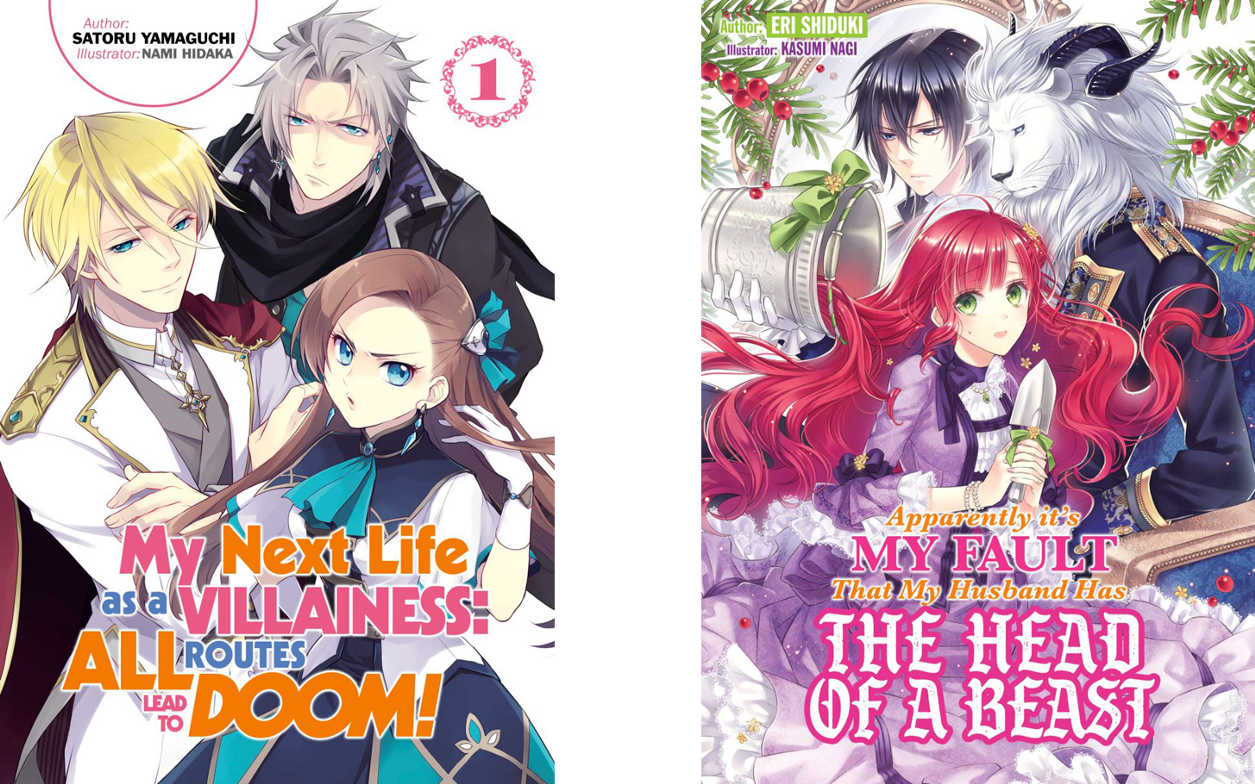 Author:
SATORU YAMAGUCHI
Illustrator: NAMI HIDAKA
1
My Next Life
as a VILLAINESS:
ALL ROUTES
LEAD
TO DOOM!
Author: ERI SHIDUKI
Illustrator: KASUMI NAGI
Apparently it's
MY FAULT
That My Husband Has
THE HEAD
OF A BEAST